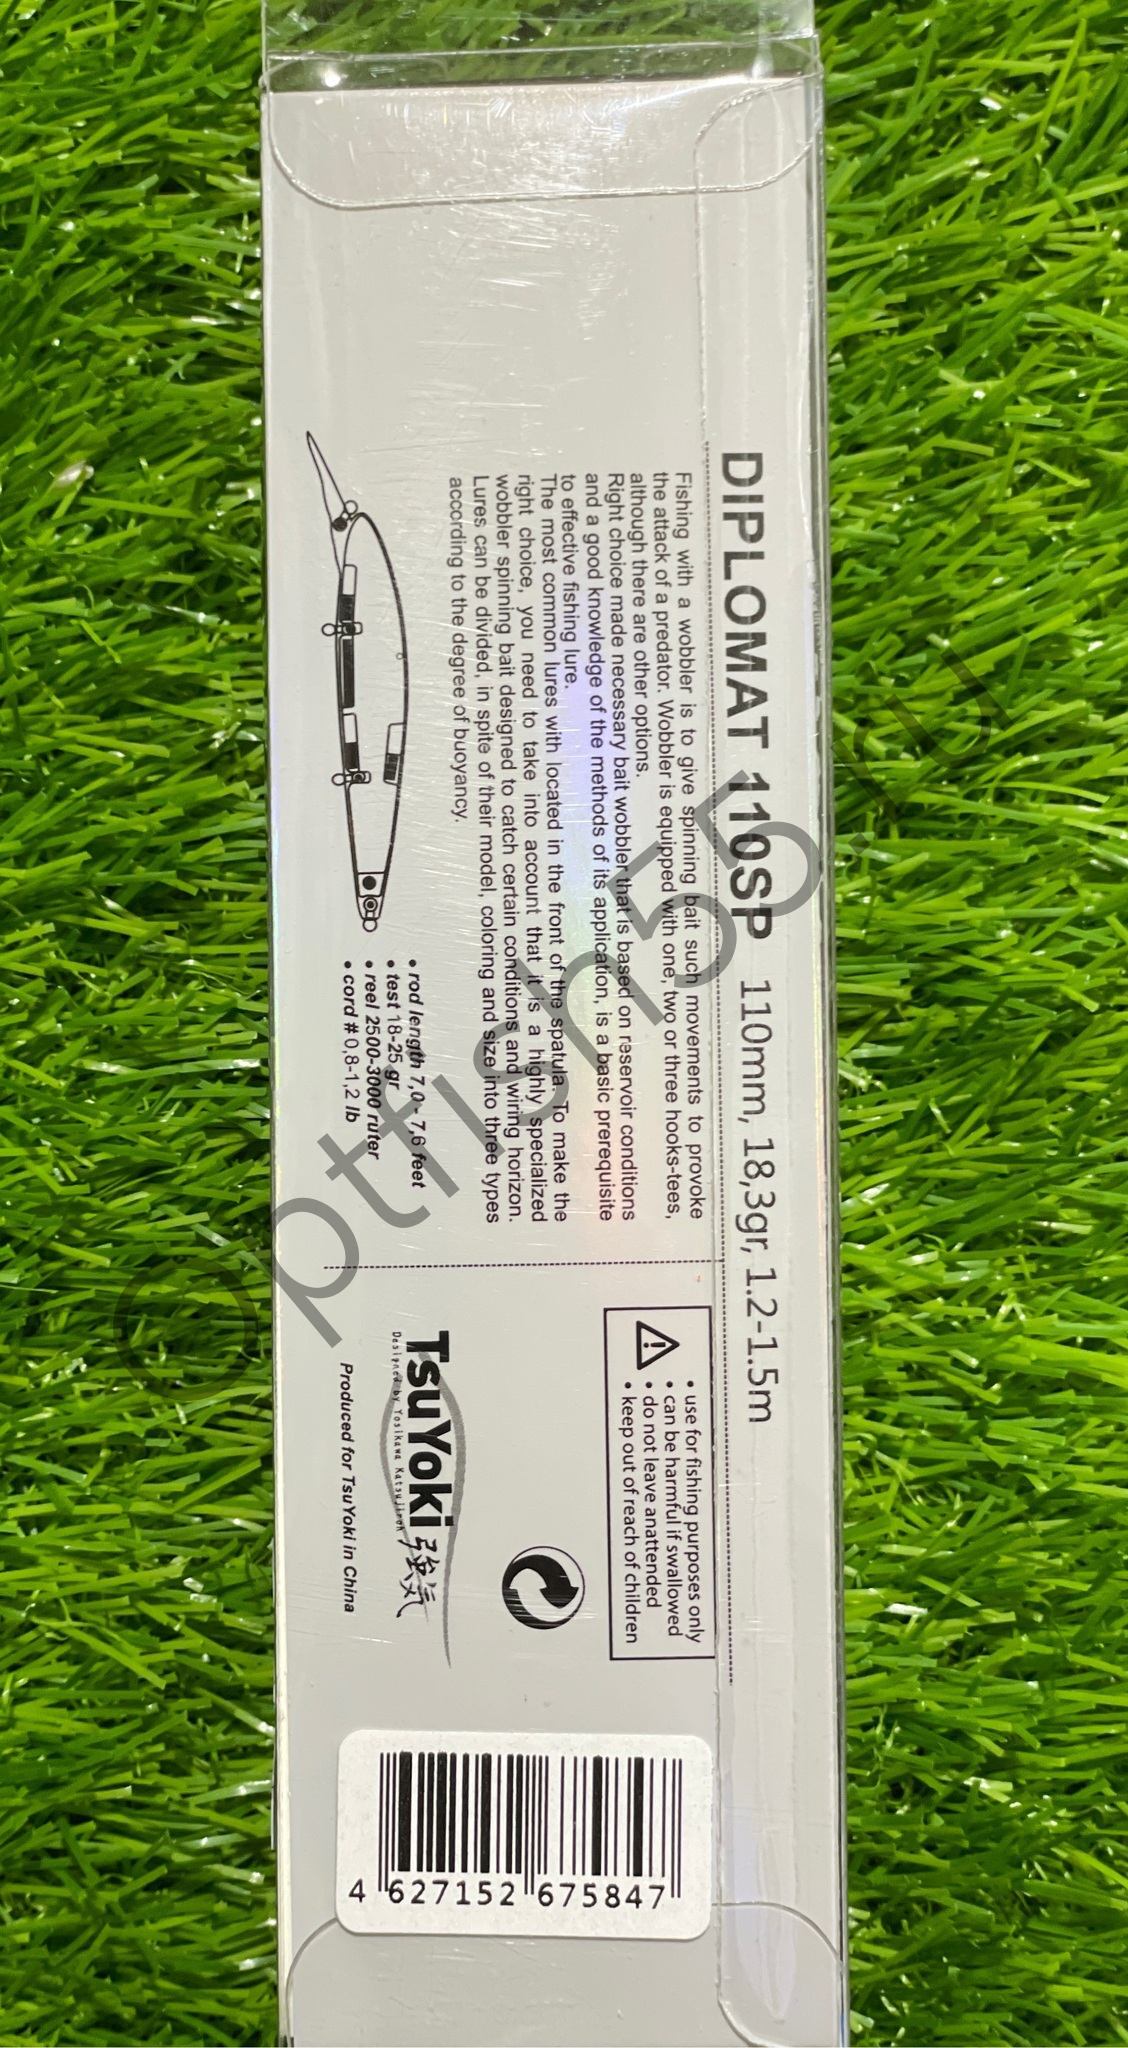 DIPLOMAT 110SP 110mm, 18,3gr, 1.2-1.5m
Fishing with a wobbler is to give spinning bait such movements to provoke
the attack of a predator. Wobbler is equipped with one, two or three hooks-tees,
although there are other options.
Right choice made necessary bait wobbler that is based on reservoir conditions
and a good knowledge of the methods of its application, is a basic prerequisite
to effective fishing lure.
The most common lures with located in the front of the spatula. To make the
right choice, you need to take into account that it is a highly specialized
wobbler spinning bait designed to catch certain conditions and wiring horizon.
Lures can be divided, in spite of their model, coloring and size into three types
according to the degree of buoyancy.
• rod length 7,0- 7,6 feet
• test 18-25 gr
• reel 2500-3000 ruter
• cord # 0,8-1,2 lb
• use for fishing purposes only
• can be harmful if swallowed
• do not leave anattended
• keep out of reach of children
TsuYoki 強気
Designed by Yosikawa Katsujiroh
Produced for TsuYoki in China
4 627152 675847
optfish55.ru